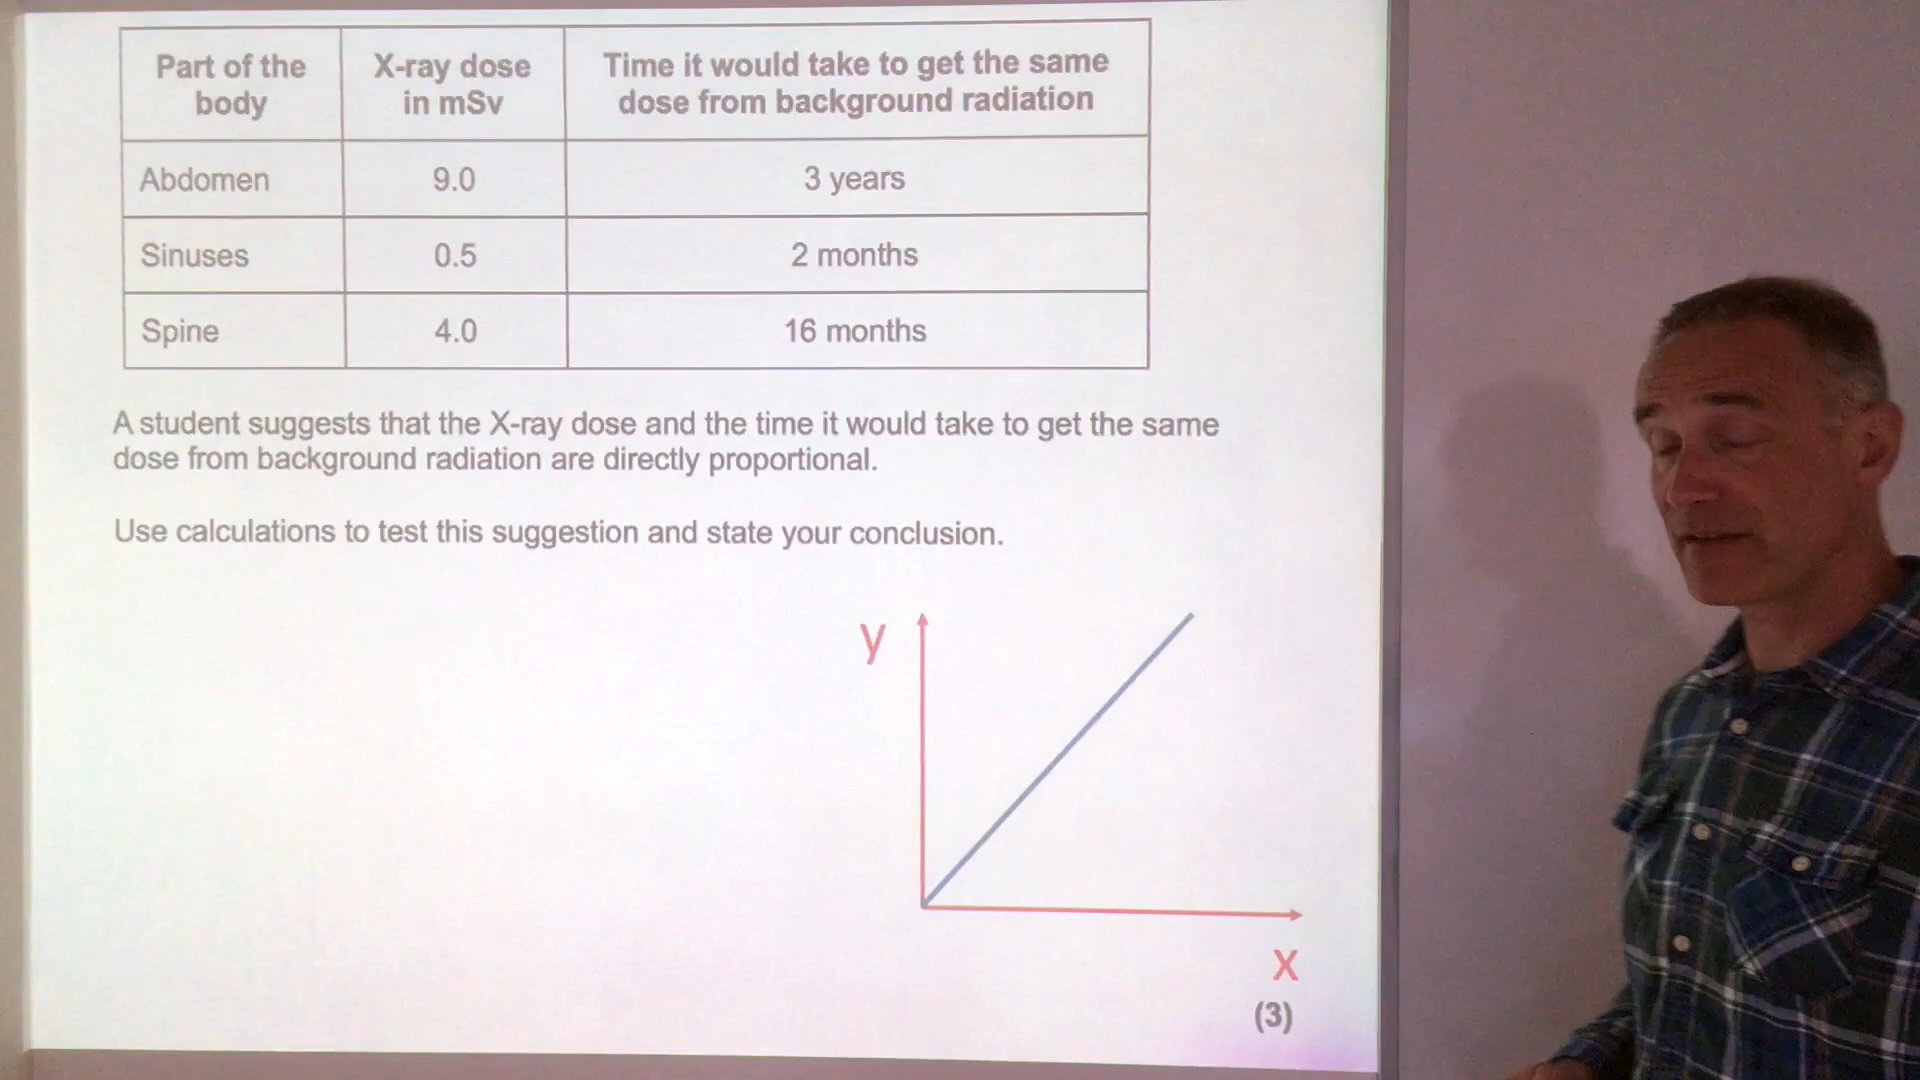 Part of the body
X-ray dose in mSv
Time it would take to get the same dose from background radiation
Abdomen 9.0 3 years
Sinuses 0.5 2 months
Spine 4.0 16 months
A student suggests that the X-ray dose and the time it would take to get the same
dose from background radiation are directly proportional.
Use calculations to test this suggestion and state your conclusion.
y
x
(3)